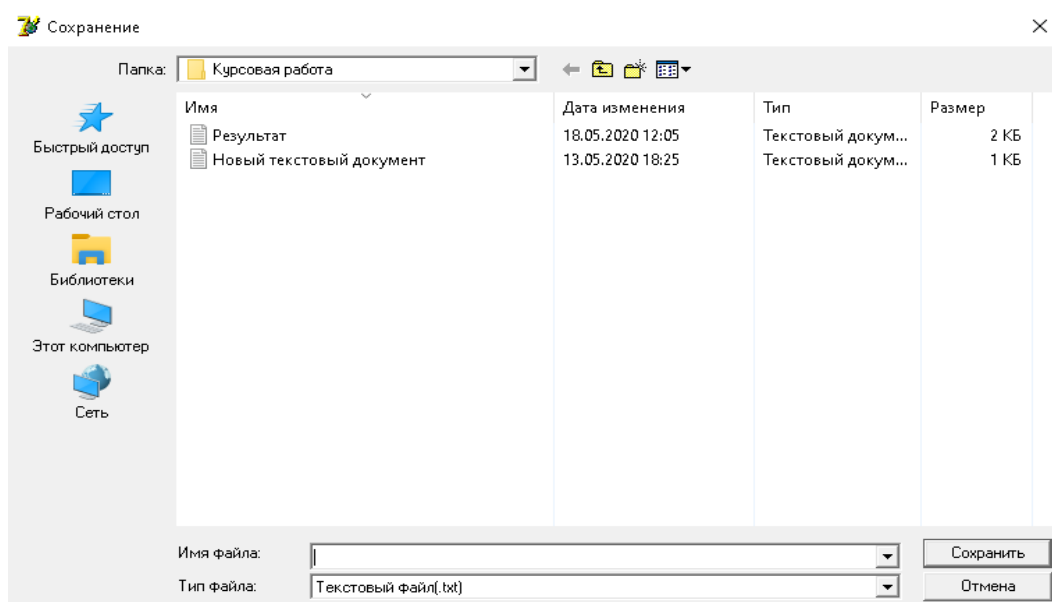 Сохранение
Папка: Курсовая работа
Имя Дата изменения Тип Размер
Результат 18.05.2020 12:05 Текстовый докум... 2 КБ
Новый текстовый документ 13.05.2020 18:25 Текстовый докум... 1 КБ
Быстрый доступ
Рабочий стол
Библиотеки
Этот компьютер
Сеть
Имя файла: Сохранить
Тип файла: Текстовый файл(.txt) Отмена